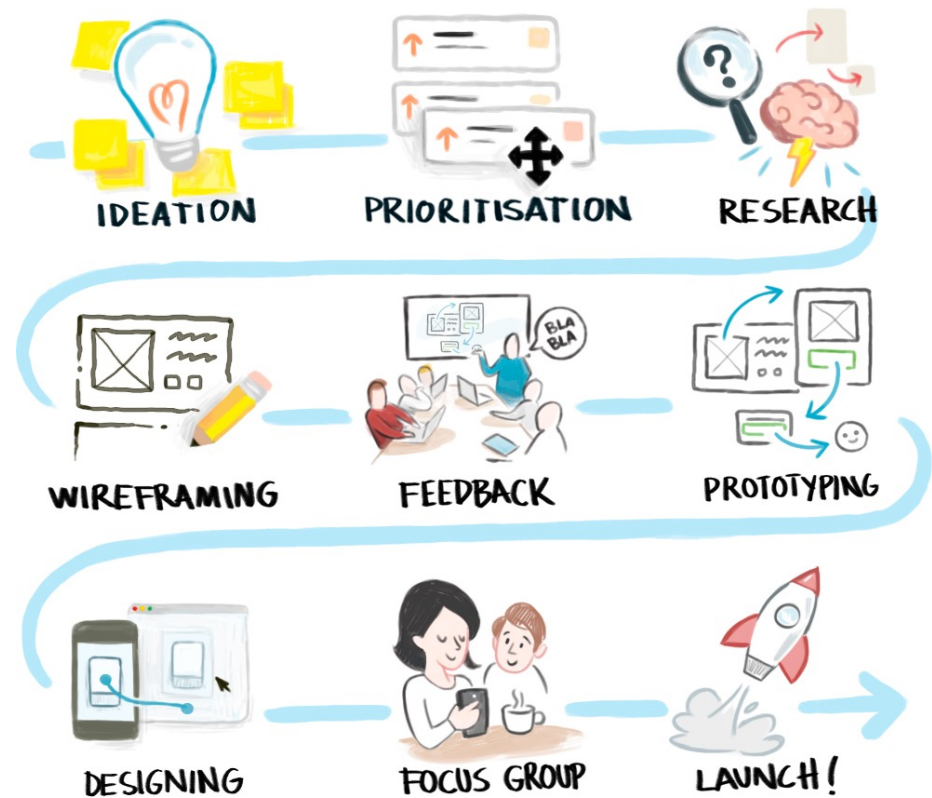 IDEATION
PRIORITISATION
?
RESEARCH
BLA
BLA
WIREFRAMING
FEEDBACK
PROTOTYPING
DESIGNING
FOCUS GROUP
LAUNCH!